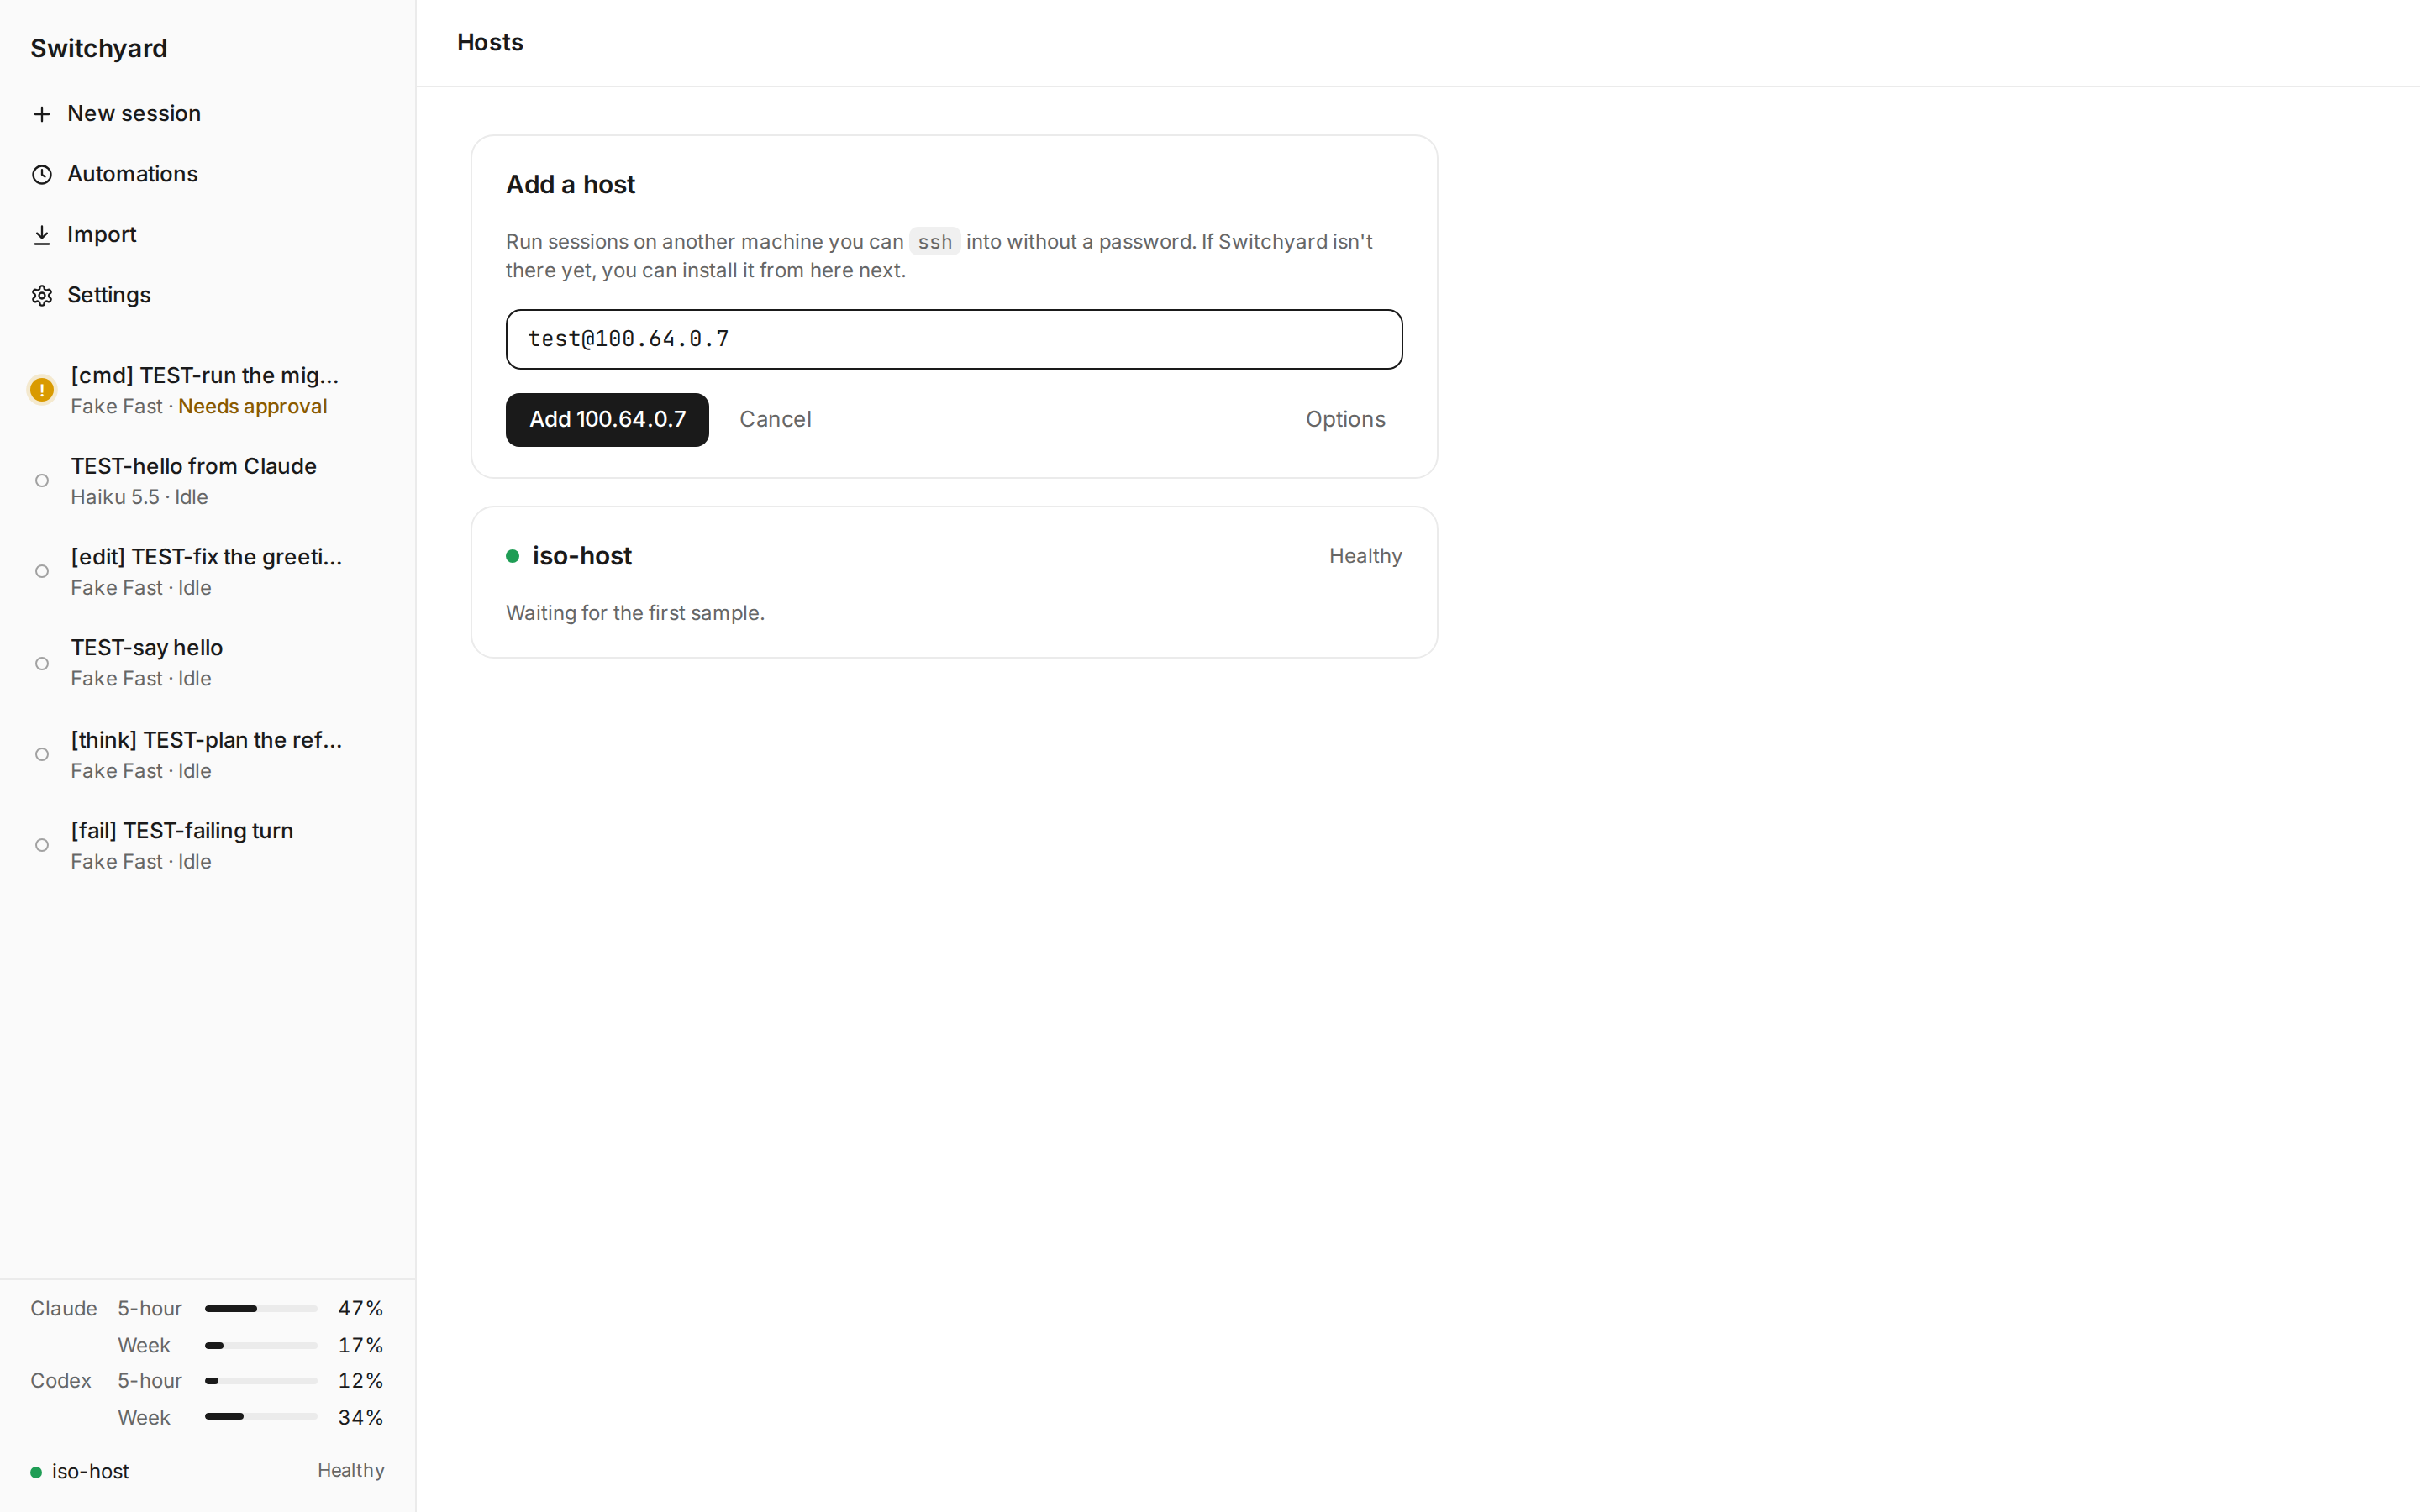 Switchyard
New session
Automations
Import
Settings
[cmd] TEST-run the mig...
Fake Fast · Needs approval
TEST-hello from Claude
Haiku 5.5 · Idle
[edit] TEST-fix the greeti...
Fake Fast · Idle
TEST-say hello
Fake Fast · Idle
[think] TEST-plan the ref...
Fake Fast · Idle
[fail] TEST-failing turn
Fake Fast · Idle
Claude 5-hour 47%
Week 17%
Codex 5-hour 12%
Week 34%
iso-host Healthy
Hosts
Add a host
Run sessions on another machine you can ssh into without a password. If Switchyard isn't
there yet, you can install it from here next.
test@100.64.0.7
Add 100.64.0.7 Cancel Options
iso-host Healthy
Waiting for the first sample.